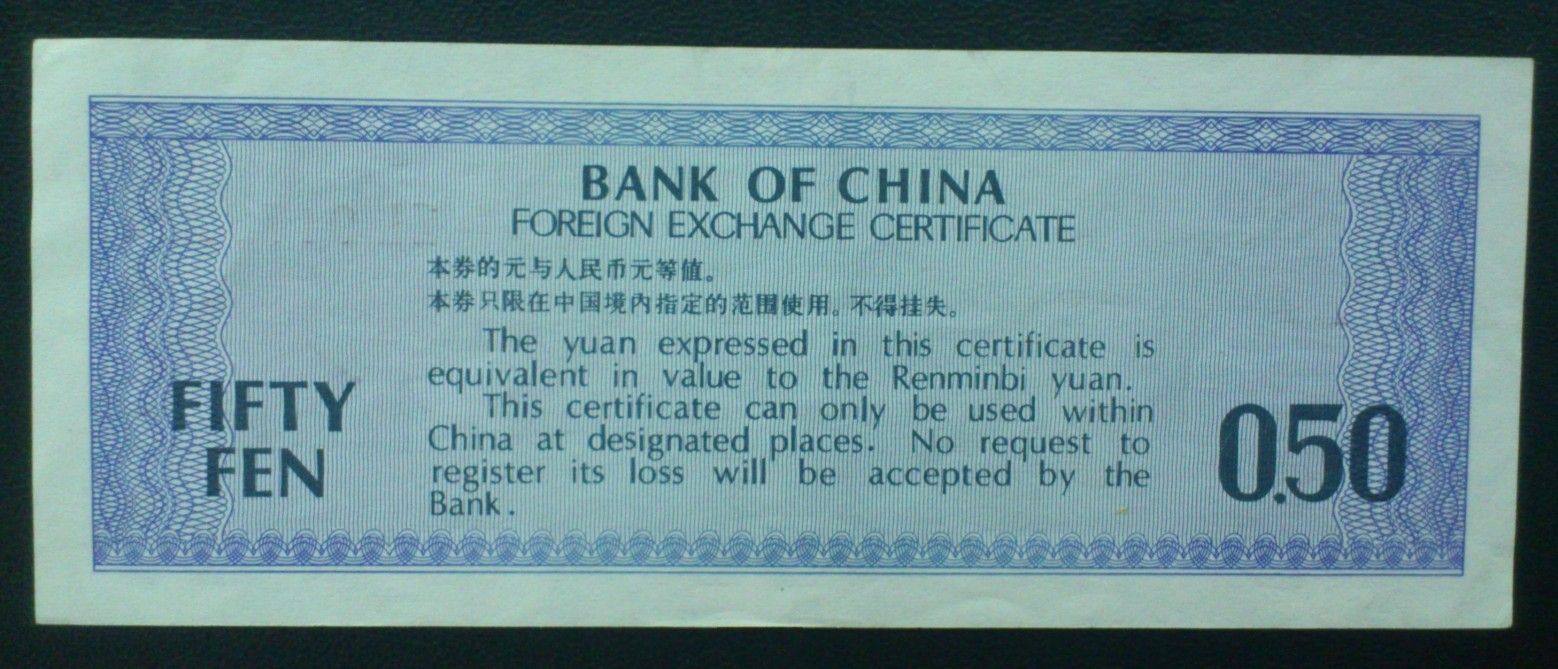 BANK OF CHINA
FOREIGN EXCHANGE CERTIFICATE
本券的元与人民币元等值。
本券只限在中国境内指定的范围使用。不得挂失。
The yuan expressed in this certificate is
equivalent in value to the Renminbi yuan.
This certificate can only be used within
China at designated places. No request to
register its loss will be accepted by the
Bank.
FIFTY
FEN
0.50